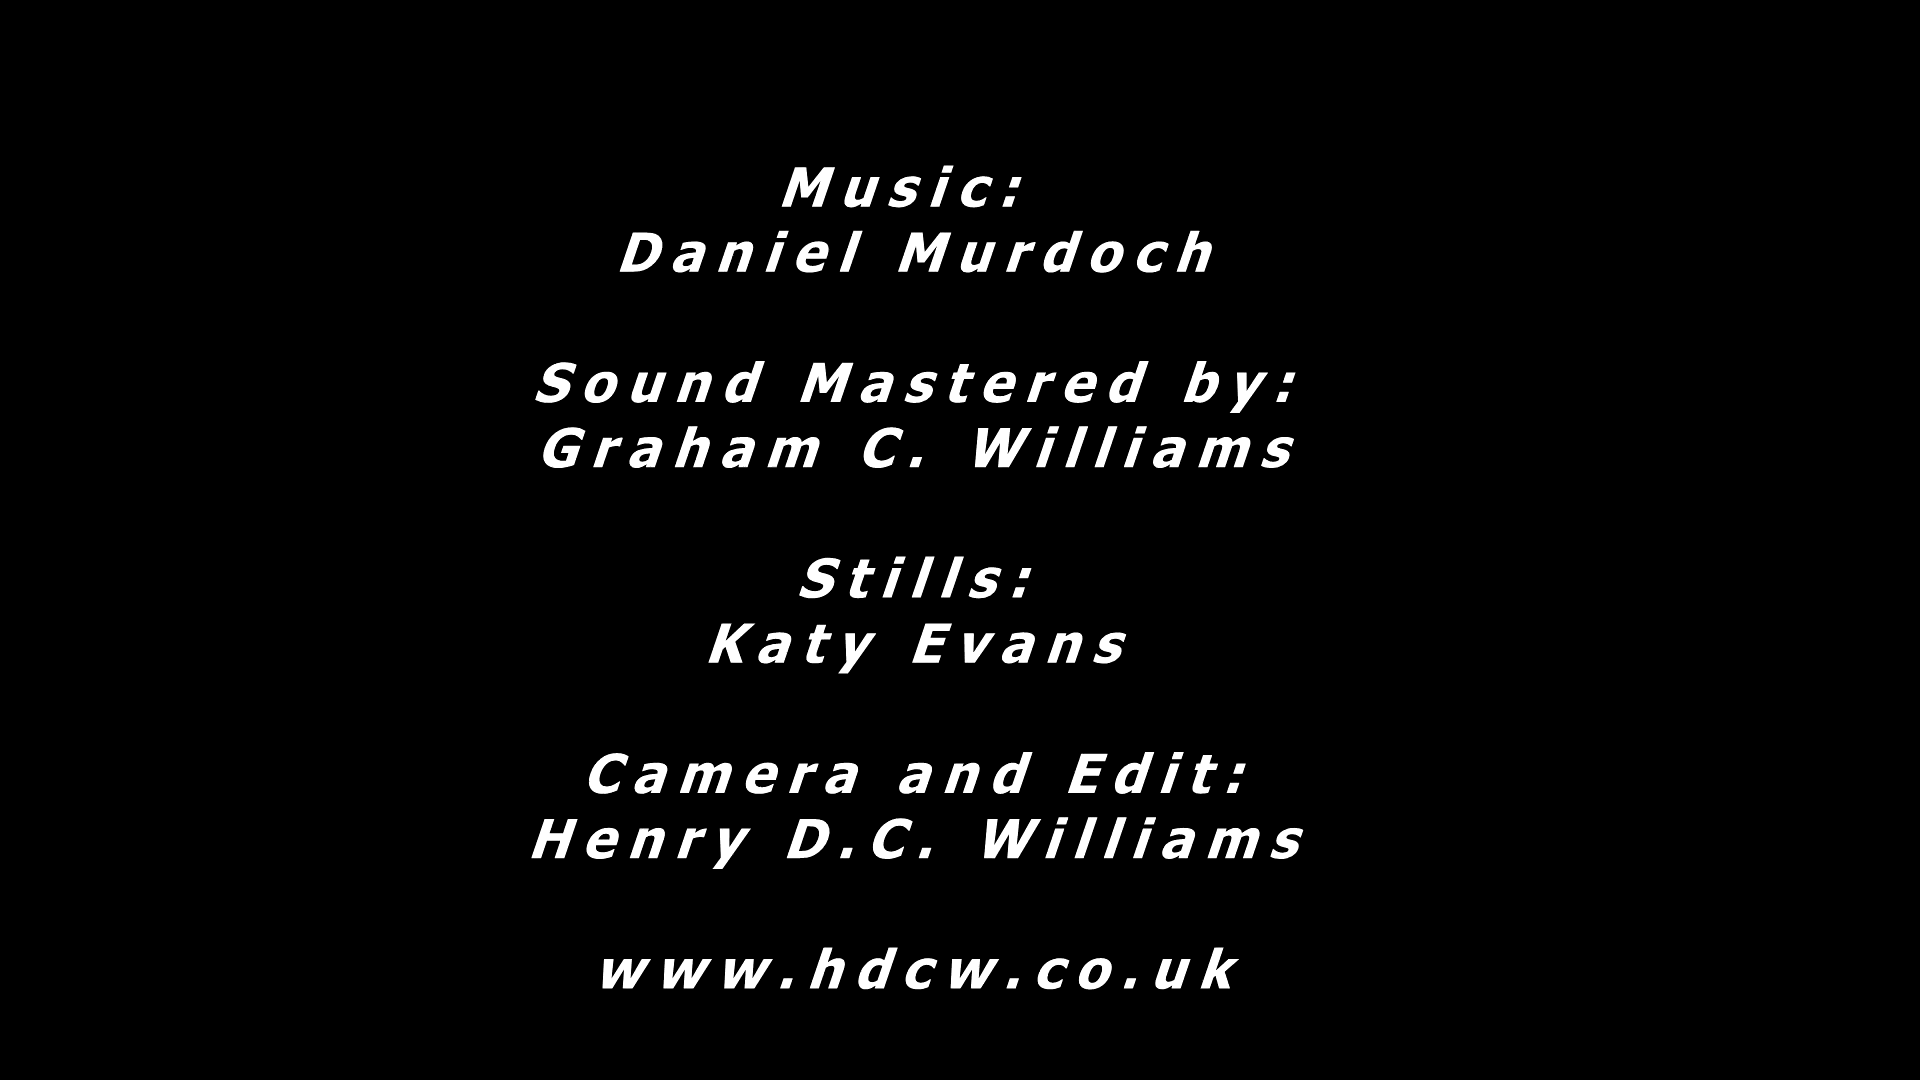 Music:
Daniel Murdoch
Sound Mastered by:
Graham C. Williams
Stills:
Katy Evans
Camera and Edit:
Henry D.C. Williams
www.hdcw.co.uk